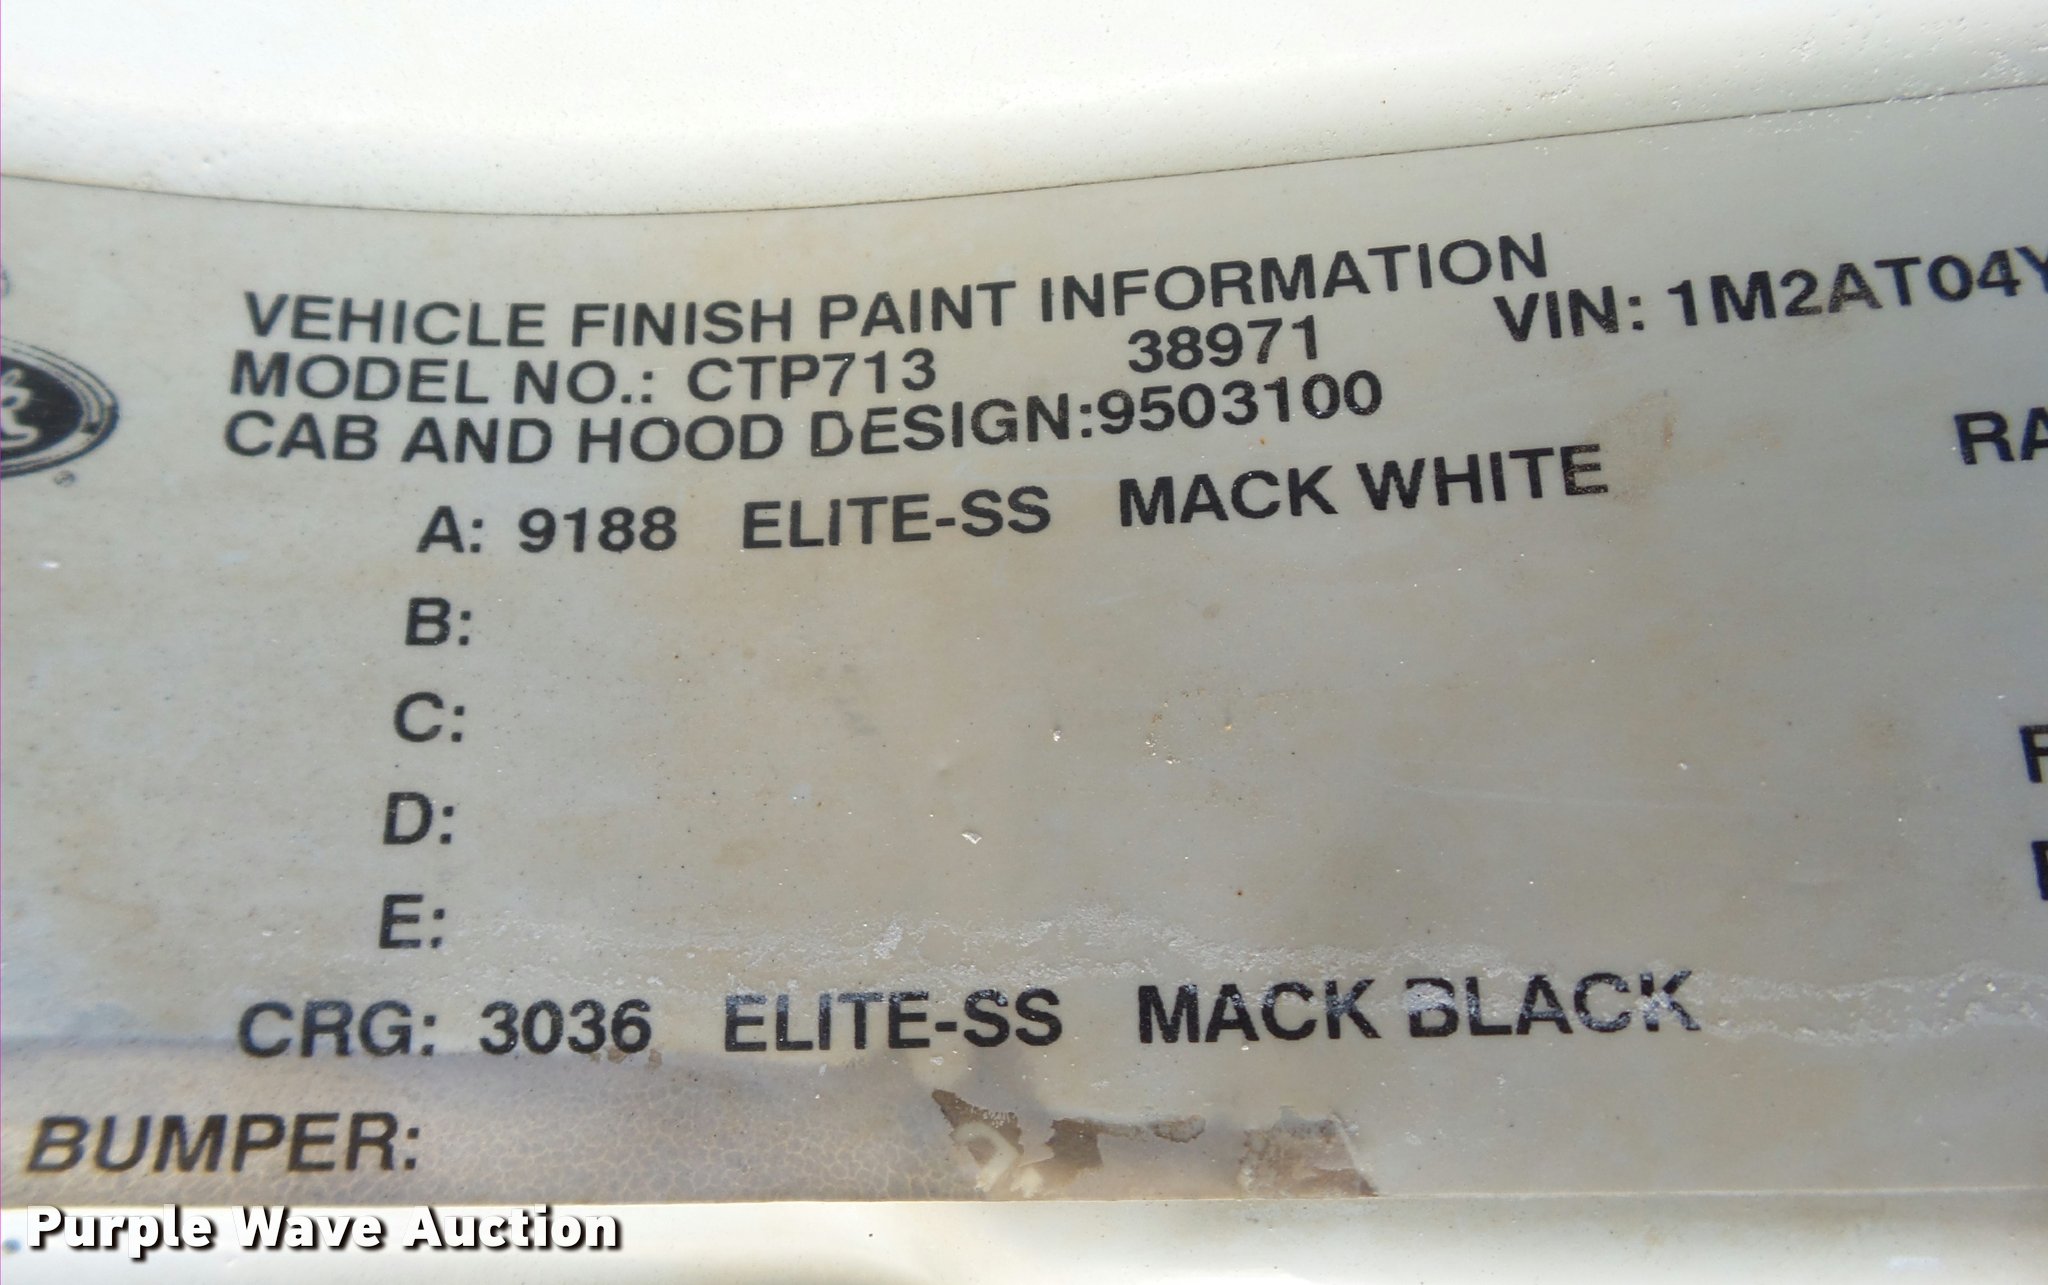 VEHICLE FINISH PAINT INFORMATION
MODEL NO.: CTP713 38971 VIN: 1M2AT04Y
CAB AND HOOD DESIGN:9503100
A: 9188 ELITE-SS MACK WHITE RA
B:
C:
D:
E:
CRG: 3036 ELITE-SS MACK BLACK
BUMPER:
Purple Wave Auction